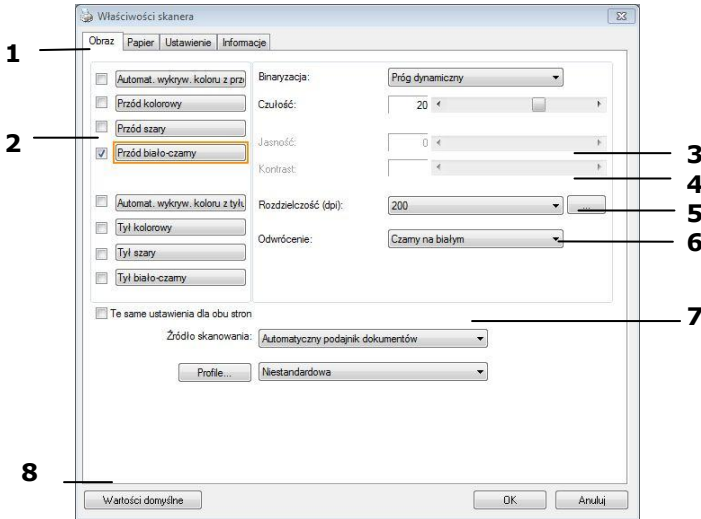 Właściwości skanera
Obraz Papier Ustawienie Informacje
1
Automat. wykryw. koloru z prz
Binaryzacja: Próg dynamiczny
Przód kolorowy
Czułość: 20
Przód szary
2
Jasność: 0
3
Przód biało-czarny
Kontrast:
4
Automat. wykryw. koloru z tyłu
Rozdzielczość (dpi): 200 ...
5
Tył kolorowy
Odwrócenie: Czarny na białym
6
Tył szary
Tył biało-czarny
Te same ustawienia dla obu stron
7
Źródło skanowania: Automatyczny podajnik dokumentów
Profile... Niestandardowa
8
Wartości domyślne OK Anuluj